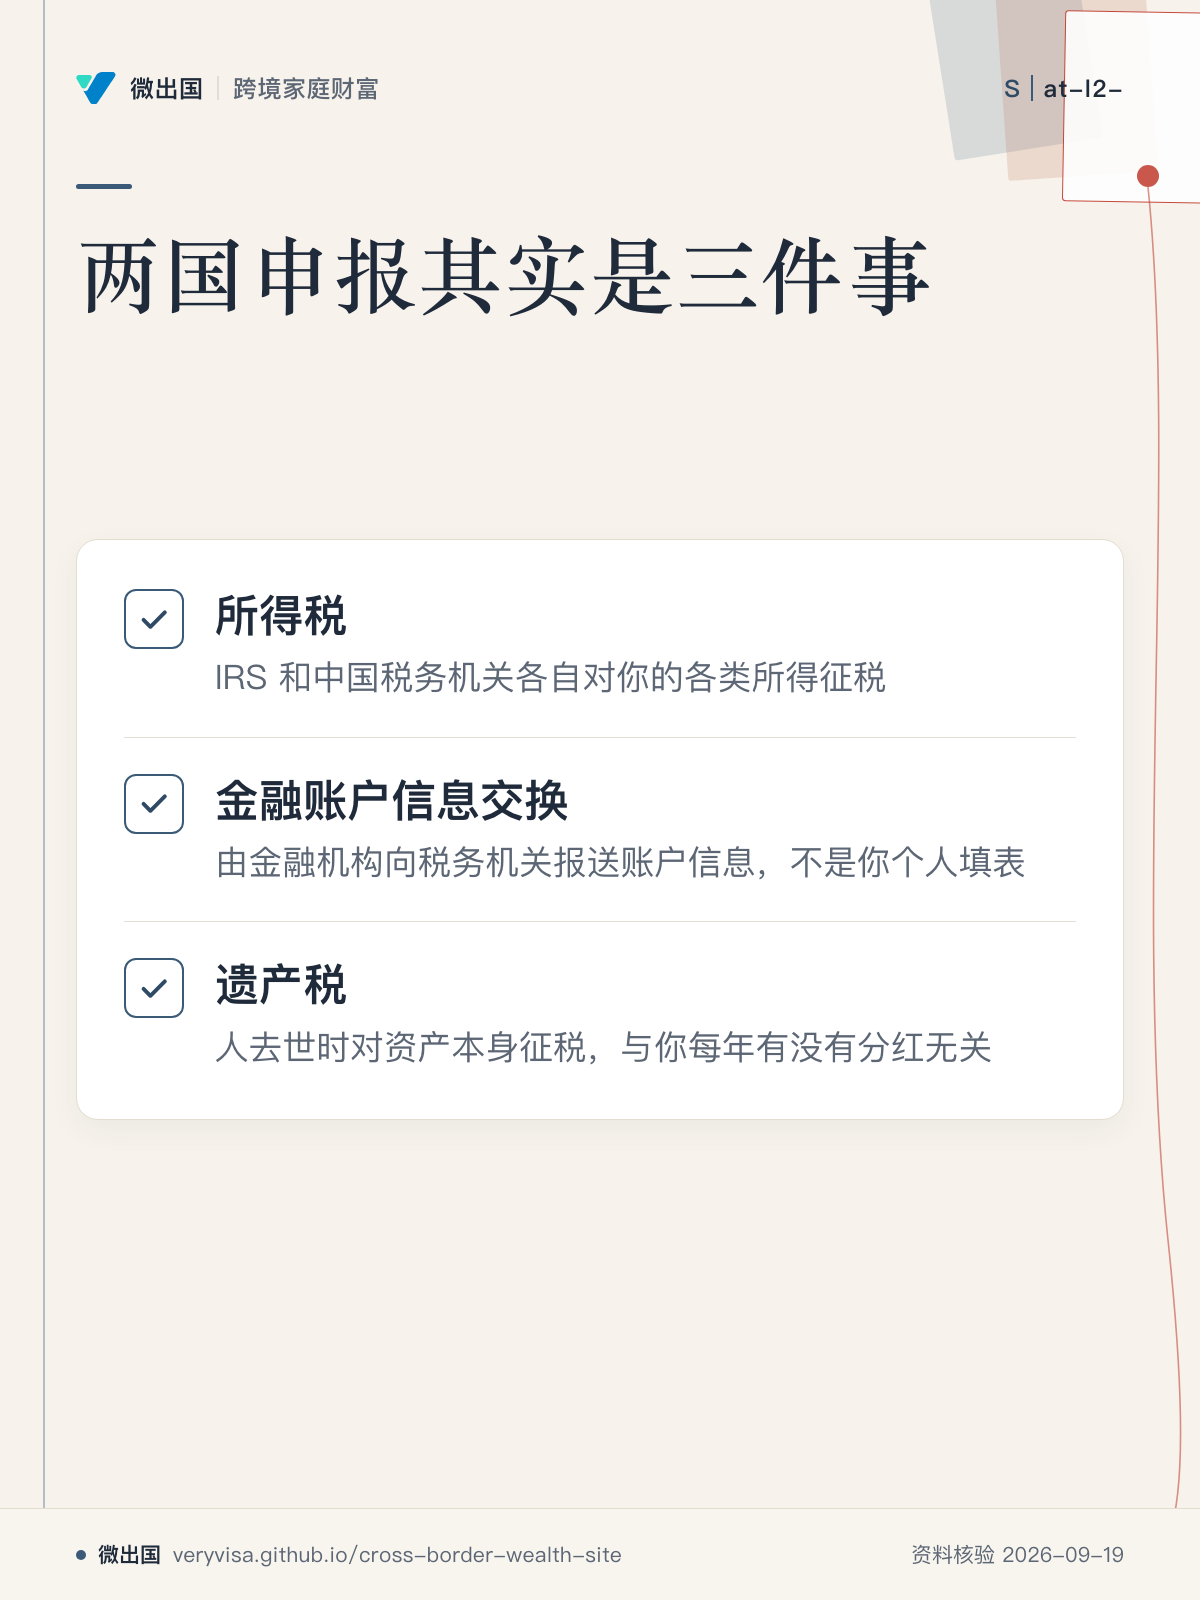 微出国 | 跨境家庭财富
S | at-l2-
两国申报其实是三件事
所得税
IRS 和中国税务机关各自对你的各类所得征税
金融账户信息交换
由金融机构向税务机关报送账户信息，不是你个人填表
遗产税
人去世时对资产本身征税，与你每年有没有分红无关
微出国 veryvisa.github.io/cross-border-wealth-site
资料核验 2026-09-19